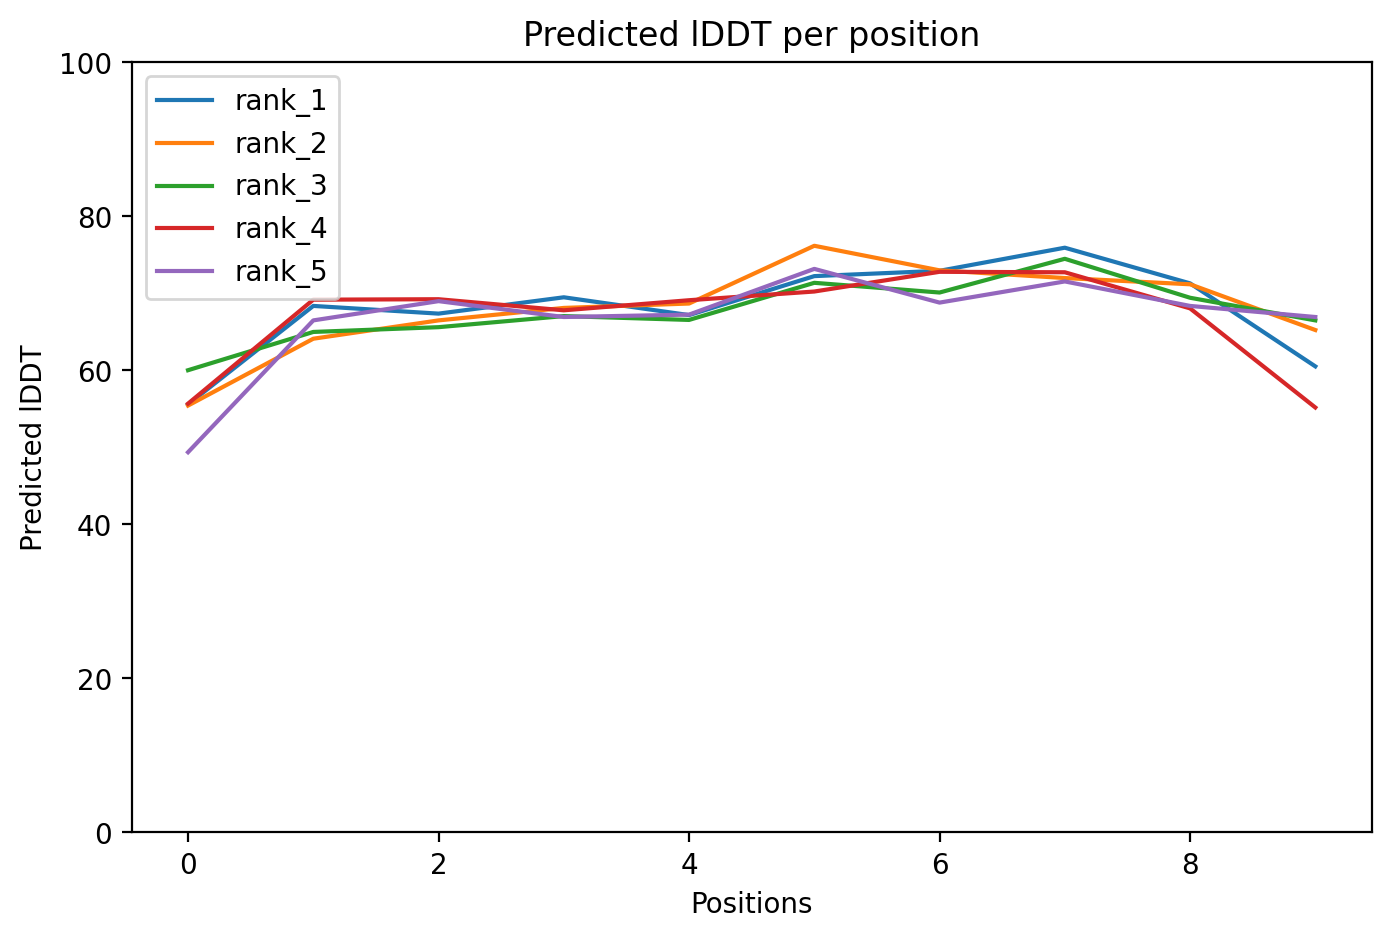 Predicted lDDT per position
100
80
60
40
20
0
Predicted lDDT
rank_1
rank_2
rank_3
rank_4
rank_5
0 2 4 6 8
Positions